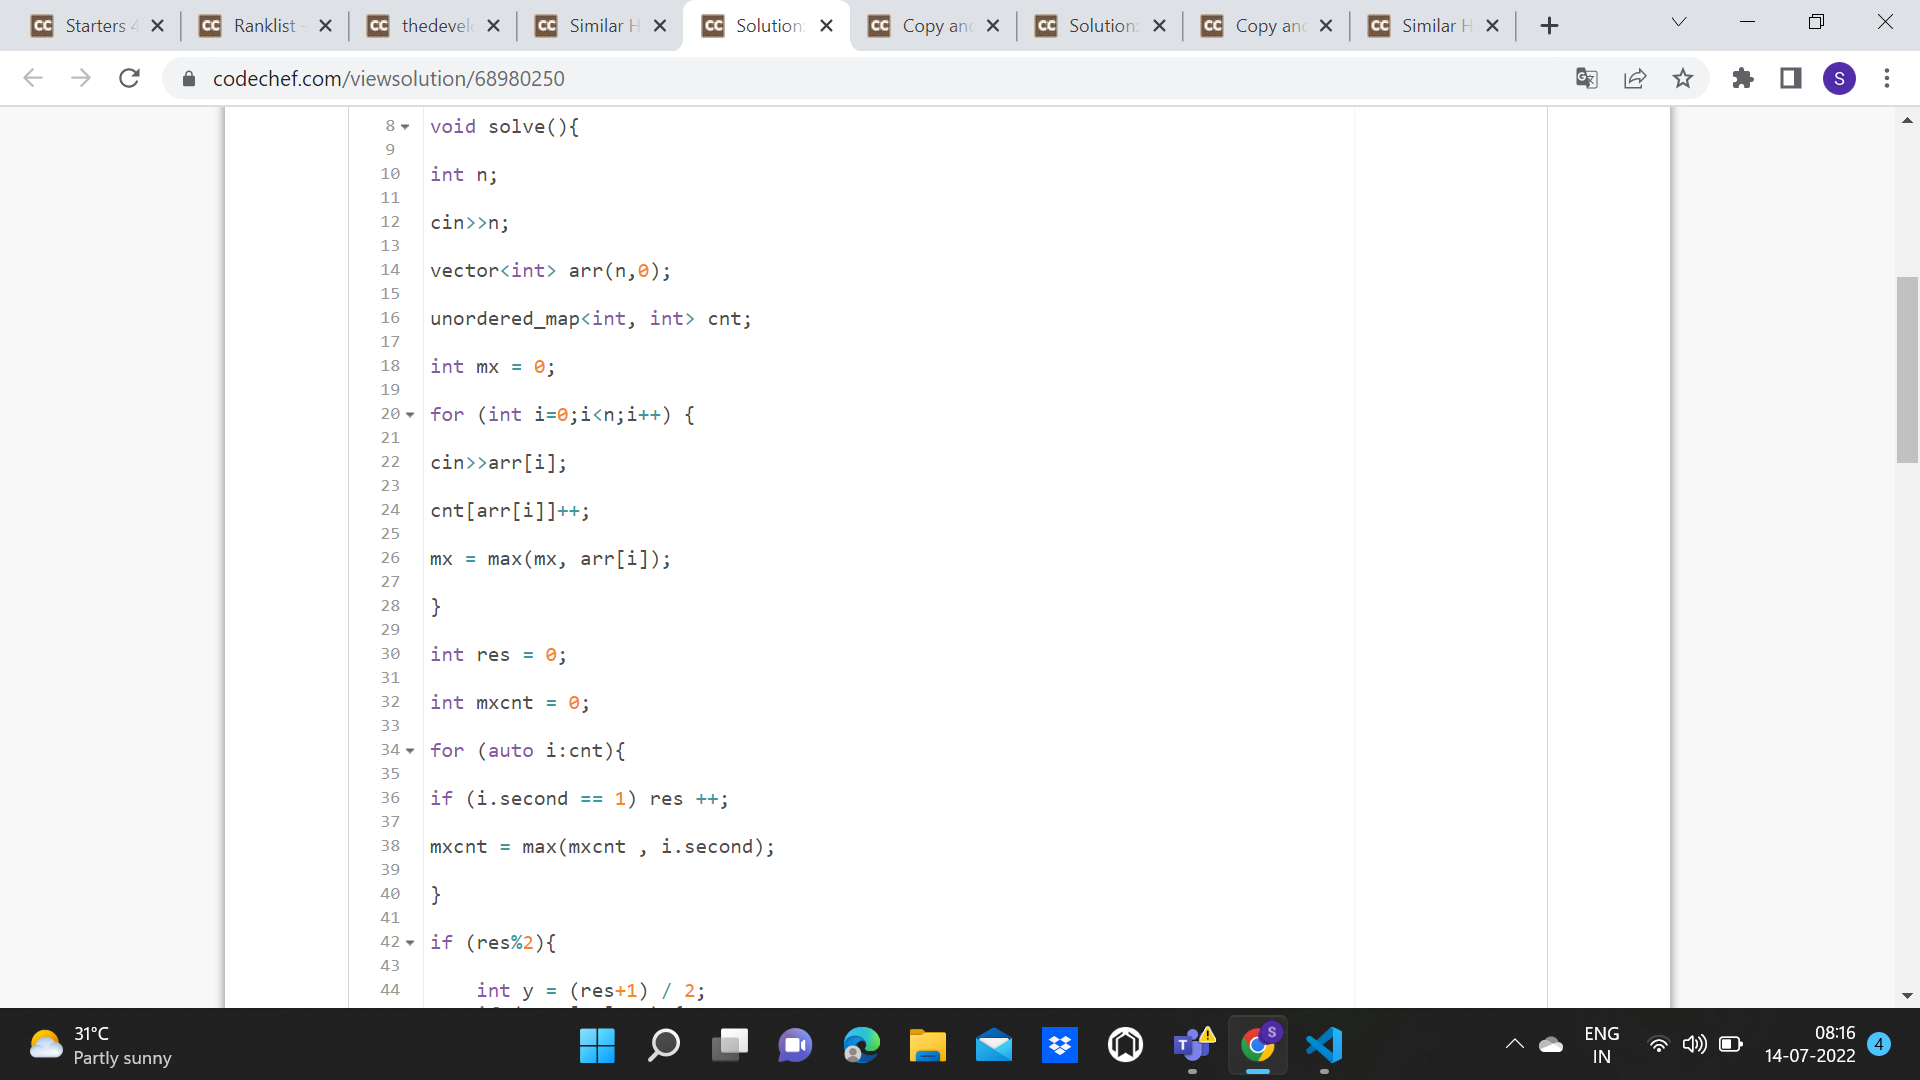 Starters 4
Ranklist -
thedevel
Similar H
Solution:
Copy and
Solution:
Copy and
Similar H
codechef.com/viewsolution/68980250
S
8 void solve(){
9
10 int n;
11
12 cin>>n;
13
14 vector<int> arr(n,0);
15
16 unordered_map<int, int> cnt;
17
18 int mx = 0;
19
20 for (int i=0;i<n;i++) {
21
22 cin>>arr[i];
23
24 cnt[arr[i]]++;
25
26 mx = max(mx, arr[i]);
27
28 }
29
30 int res = 0;
31
32 int mxcnt = 0;
33
34 for (auto i:cnt){
35
36 if (i.second == 1) res ++;
37
38 mxcnt = max(mxcnt , i.second);
39
40 }
41
42 if (res%2){
43
44 int y = (res+1) / 2;
31°C
Partly sunny
ENG
IN
08:16
14-07-2022
4